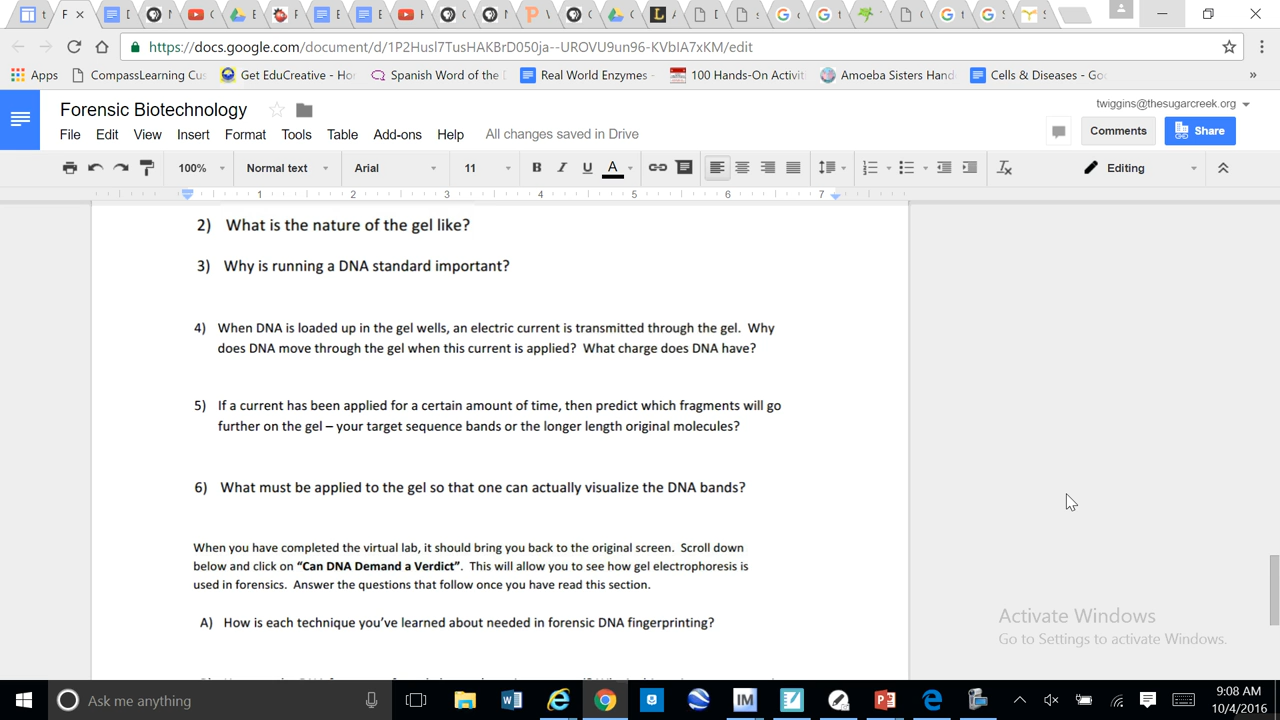 https://docs.google.com/document/d/1P2Husl7TusHAKBrD050ja--UROVU9un96-KVbIA7xKM/edit
Apps CompassLearning Cus Get EduCreative - Ho Spanish Word of the Real World Enzymes 100 Hands-On Activit Amoeba Sisters Hand Cells & Diseases - Go
Forensic Biotechnology
twiggins@thesugarcreek.org
File Edit View Insert Format Tools Table Add-ons Help All changes saved in Drive
Comments Share
100% Normal text Arial 11 B I U A Editing
1 2 3 4 5 6 7
2) What is the nature of the gel like?
3) Why is running a DNA standard important?
4) When DNA is loaded up in the gel wells, an electric current is transmitted through the gel. Why
does DNA move through the gel when this current is applied? What charge does DNA have?
5) If a current has been applied for a certain amount of time, then predict which fragments will go
further on the gel – your target sequence bands or the longer length original molecules?
6) What must be applied to the gel so that one can actually visualize the DNA bands?
When you have completed the virtual lab, it should bring you back to the original screen. Scroll down
below and click on “Can DNA Demand a Verdict”. This will allow you to see how gel electrophoresis is
used in forensics. Answer the questions that follow once you have read this section.
A) How is each technique you’ve learned about needed in forensic DNA fingerprinting?
Activate Windows
Go to Settings to activate Windows.
Ask me anything
9:08 AM
10/4/2016